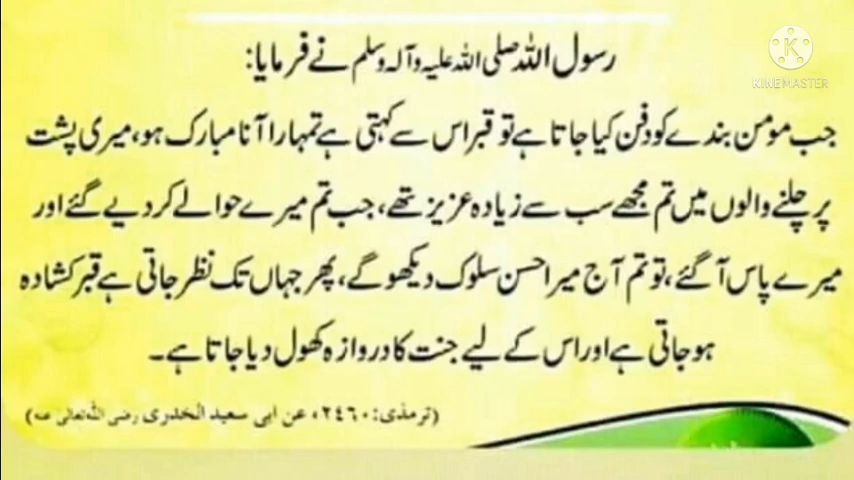 رسول اللہ صلی اللہ علیہ وآلہ وسلم نے فرمایا:
KINEMASTER
جب مومن بندے کو دفن کیا جاتا ہے تو قبر اس سے کہتی ہے تمہارا آنا مبارک ہو، میری پشت
پر چلنے والوں میں تم مجھے سب سے زیادہ عزیز تھے، جب تم میرے حوالے کر دیے گئے اور
میرے پاس آگئے، تو تم آج میرا حسن سلوک دیکھو گے، پھر جہاں تک نظر جاتی ہے قبر کشادہ
ہو جاتی ہے اور اس کے لیے جنت کا دروازہ کھول دیا جاتا ہے۔
(ترمذی: ٢٤٦٠، عن ابی سعید الخدری رضی اللہ تعالی عنہ)